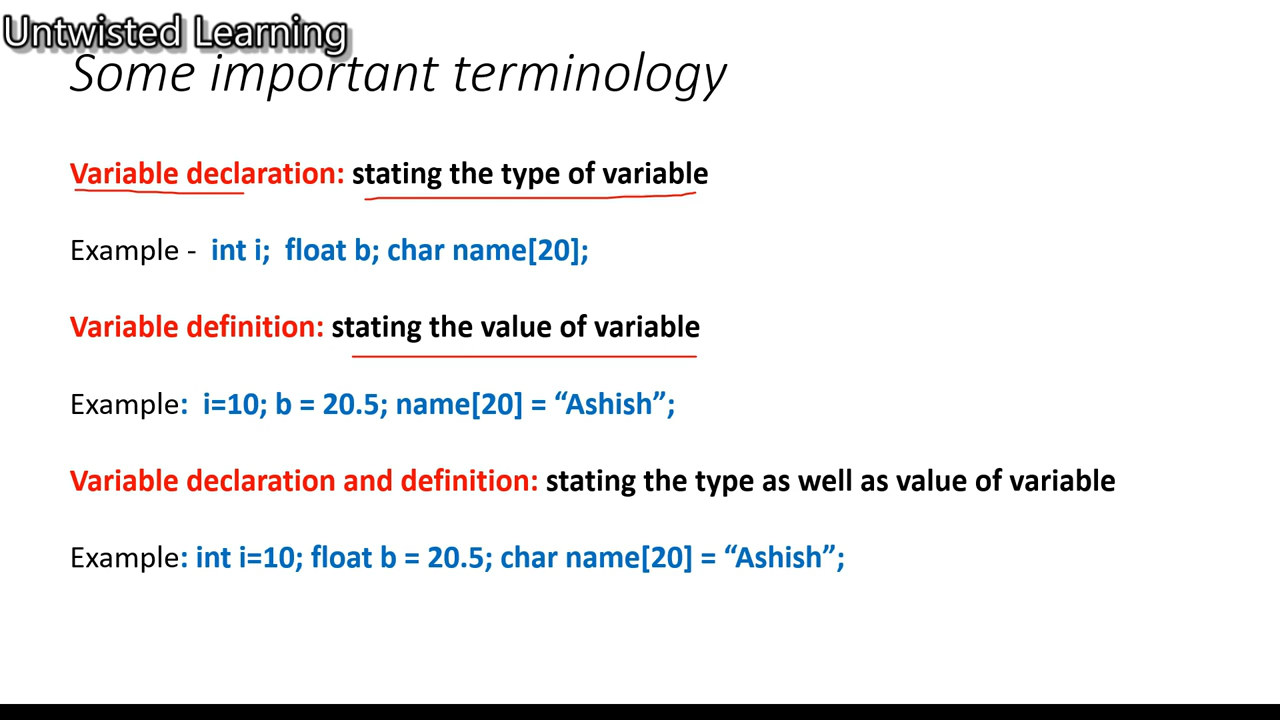 Untwisted Learning
Some important terminology
Variable declaration: stating the type of variable
Example - int i; float b; char name[20];
Variable definition: stating the value of variable
Example: i=10; b = 20.5; name[20] = “Ashish”;
Variable declaration and definition: stating the type as well as value of variable
Example: int i=10; float b = 20.5; char name[20] = “Ashish”;